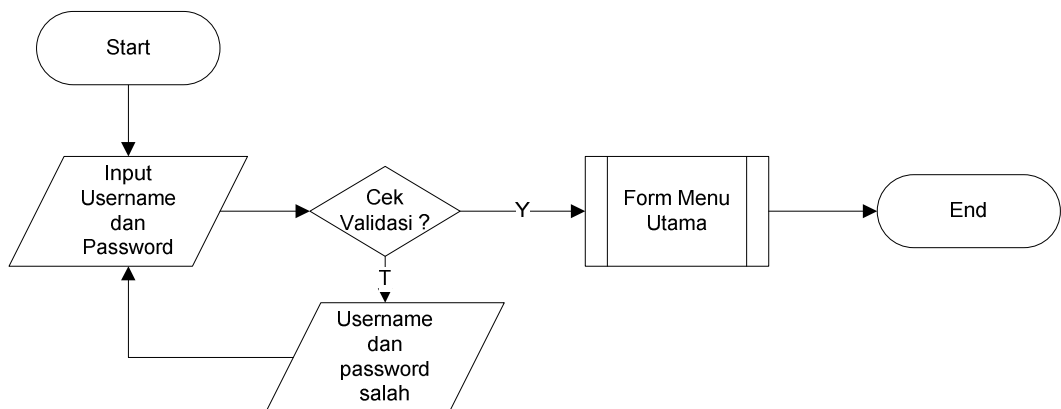 Start
Input
Username
dan
Password
Cek
Validasi ?
Y
Form Menu
Utama
End
T
Username
dan
password
salah